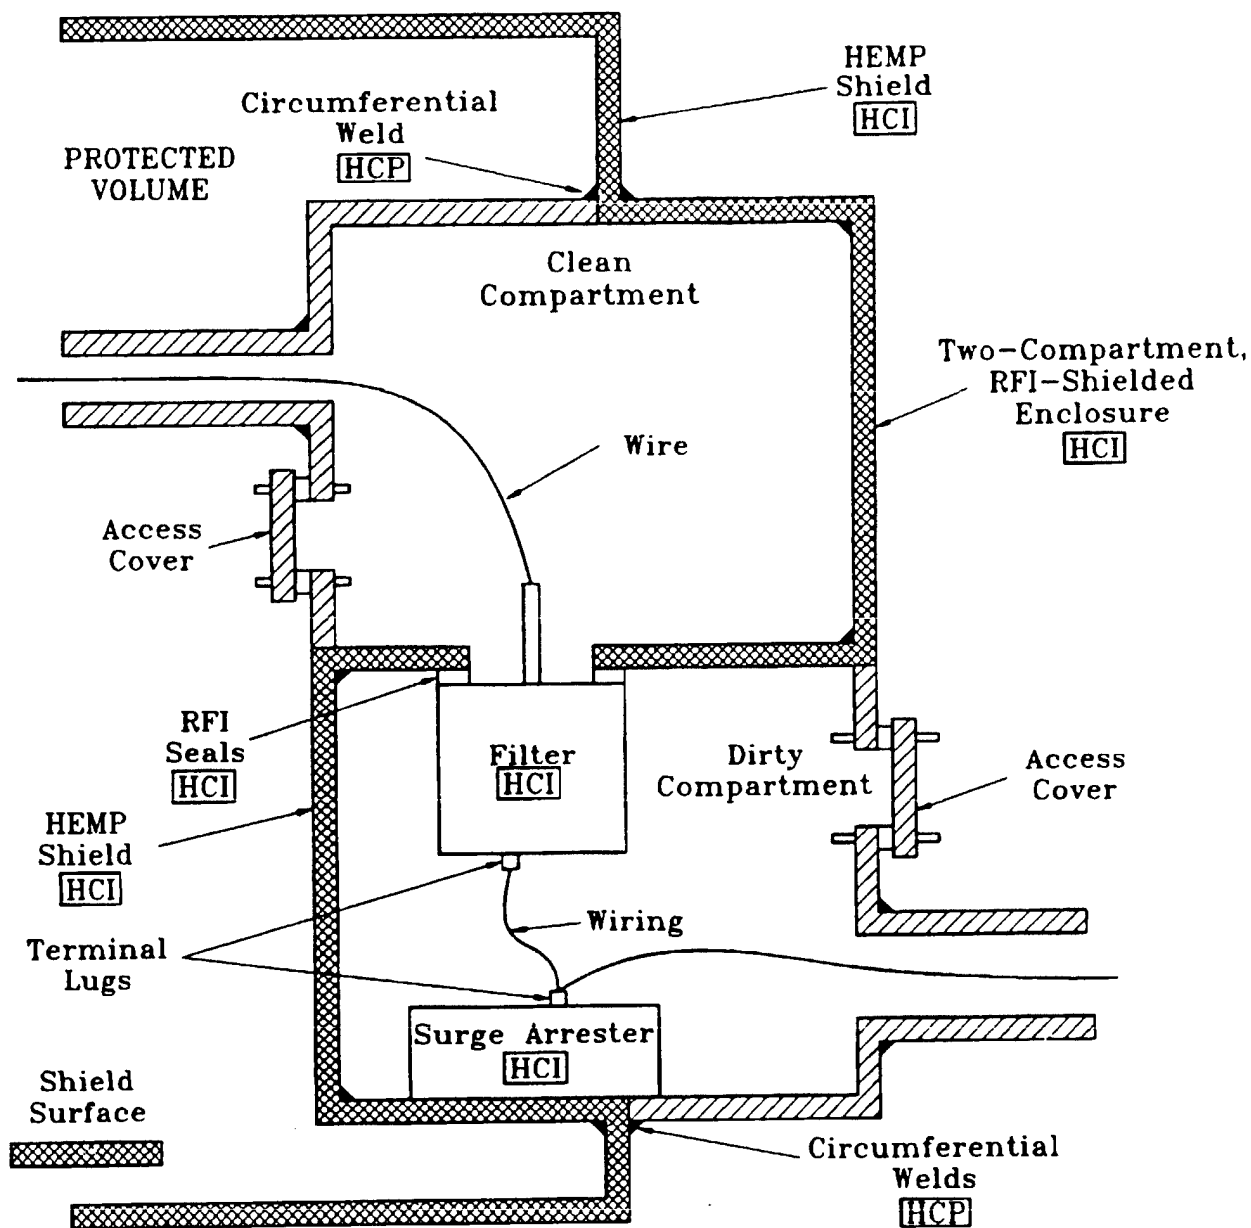 HEMP
Shield
HCI
Circumferential
Weld
HCP
PROTECTED
VOLUME
Clean
Compartment
Two-Compartment,
RFI-Shielded
Enclosure
HCI
Wire
Access
Cover
RFI
Seals
HCI
Filter
HCI
Dirty
Compartment
Access
Cover
HEMP
Shield
HCI
Wiring
Terminal
Lugs
Surge Arrester
HCI
Shield
Surface
Circumferential
Welds
HCP